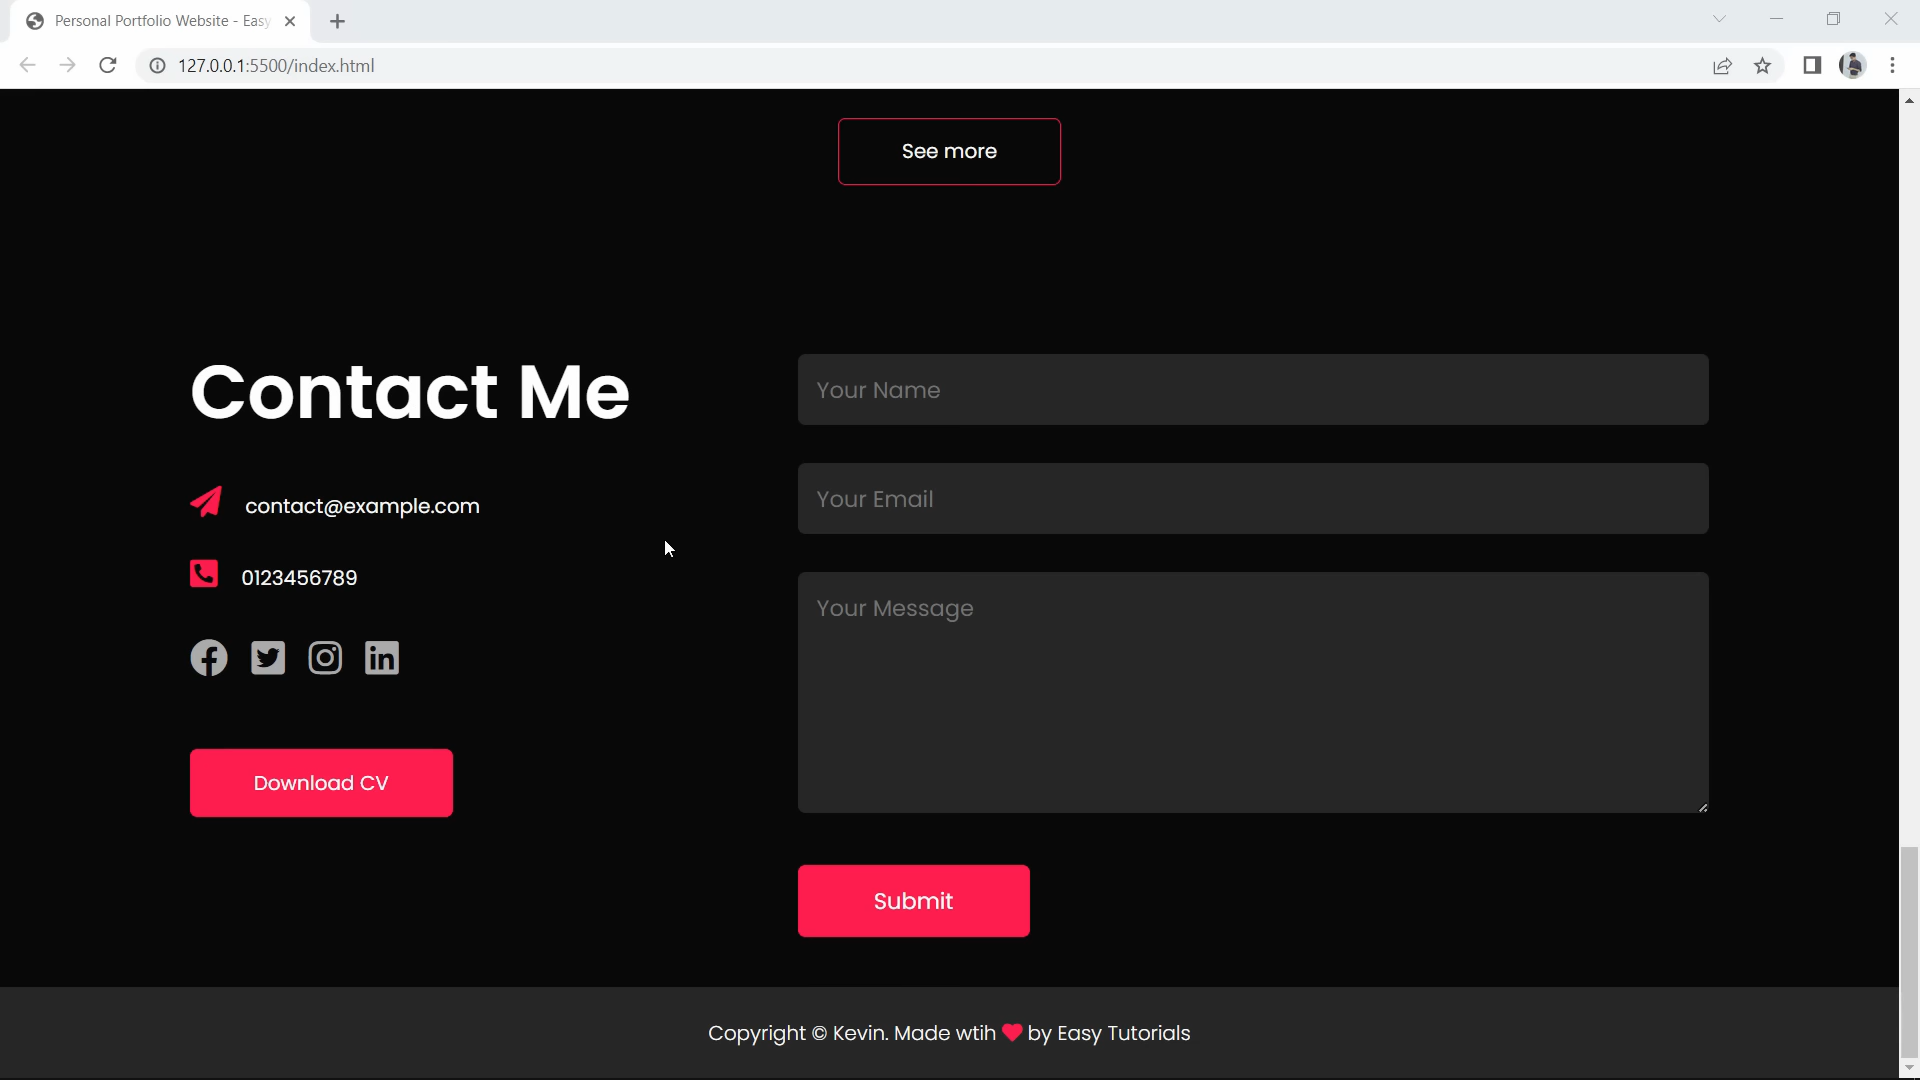 Personal Portfolio Website - Easy
127.0.0.1:5500/index.html
See more
Contact Me
contact@example.com
0123456789
Download CV
Your Name
Your Email
Your Message
Submit
Copyright © Kevin. Made wtih ❤ by Easy Tutorials